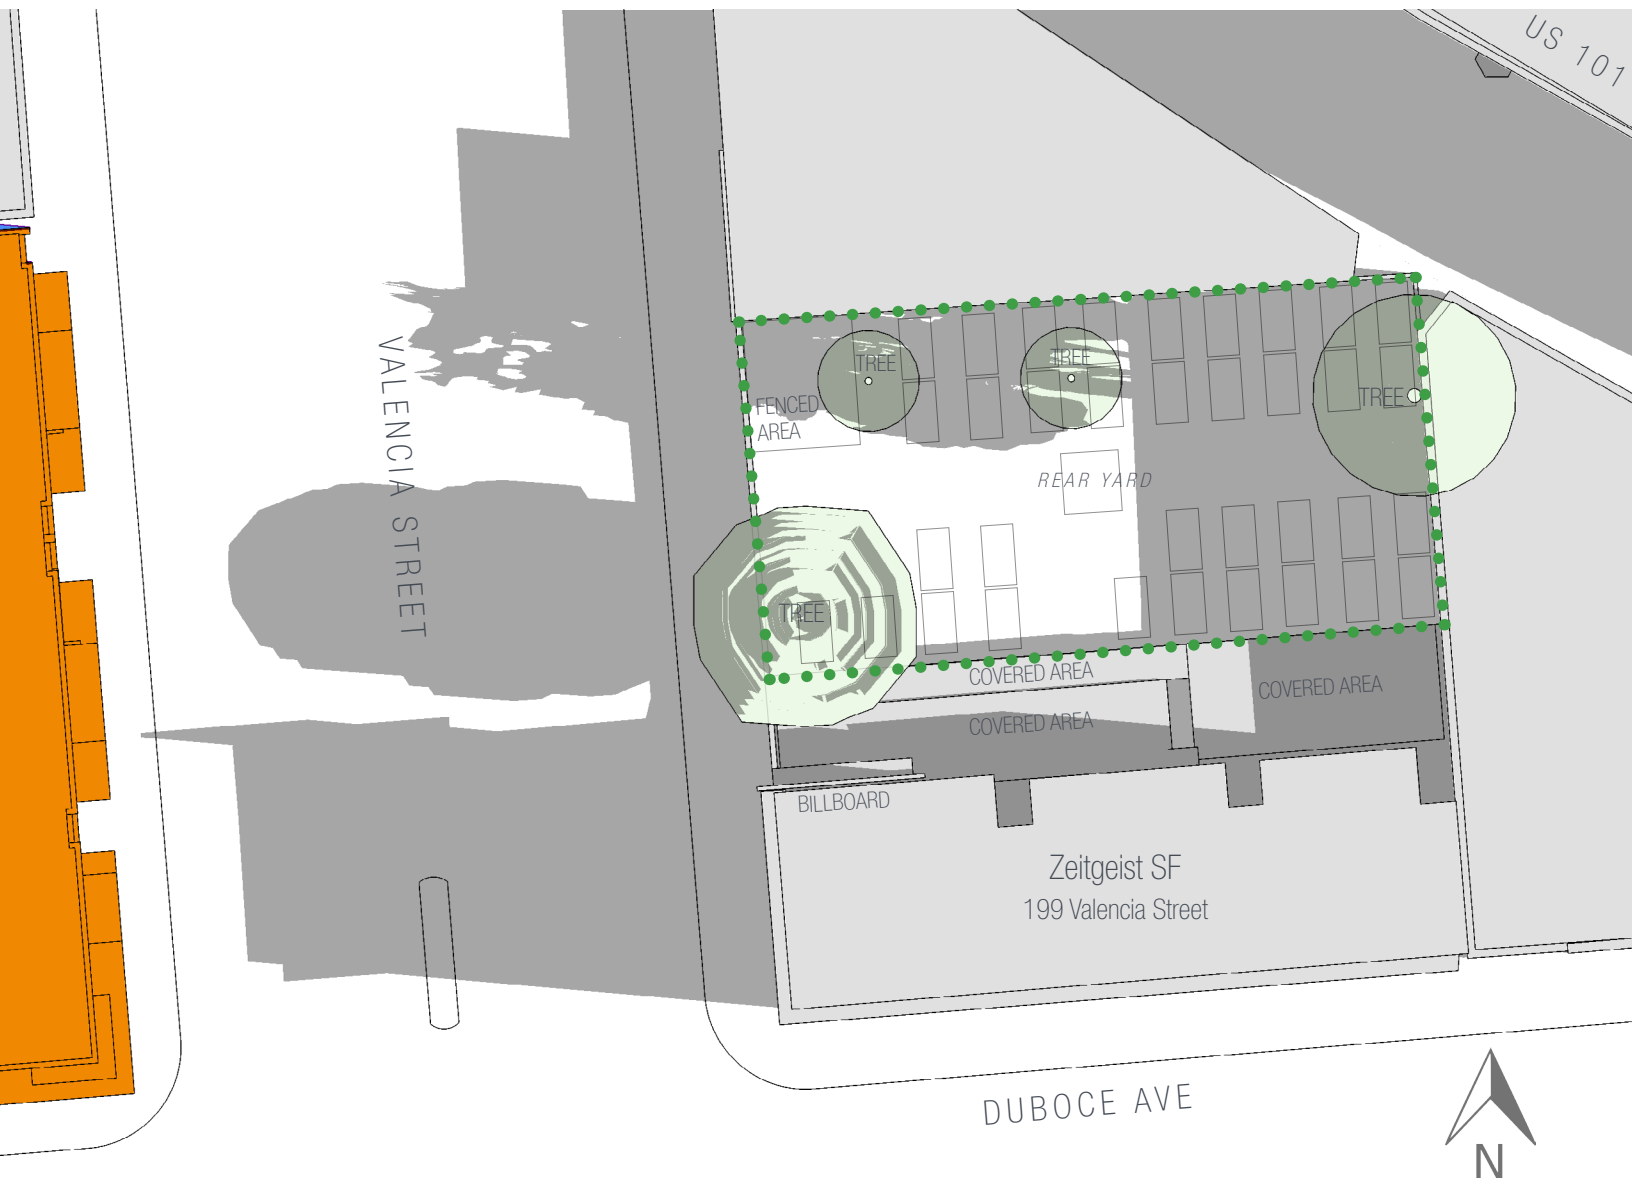 US 101
VALENCIA STREET
TREE
TREE
TREE
FENCED
AREA
REAR YARD
TREE
COVERED AREA
COVERED AREA
COVERED AREA
BILLBOARD
Zeitgeist SF
199 Valencia Street
DUBOCE AVE
N